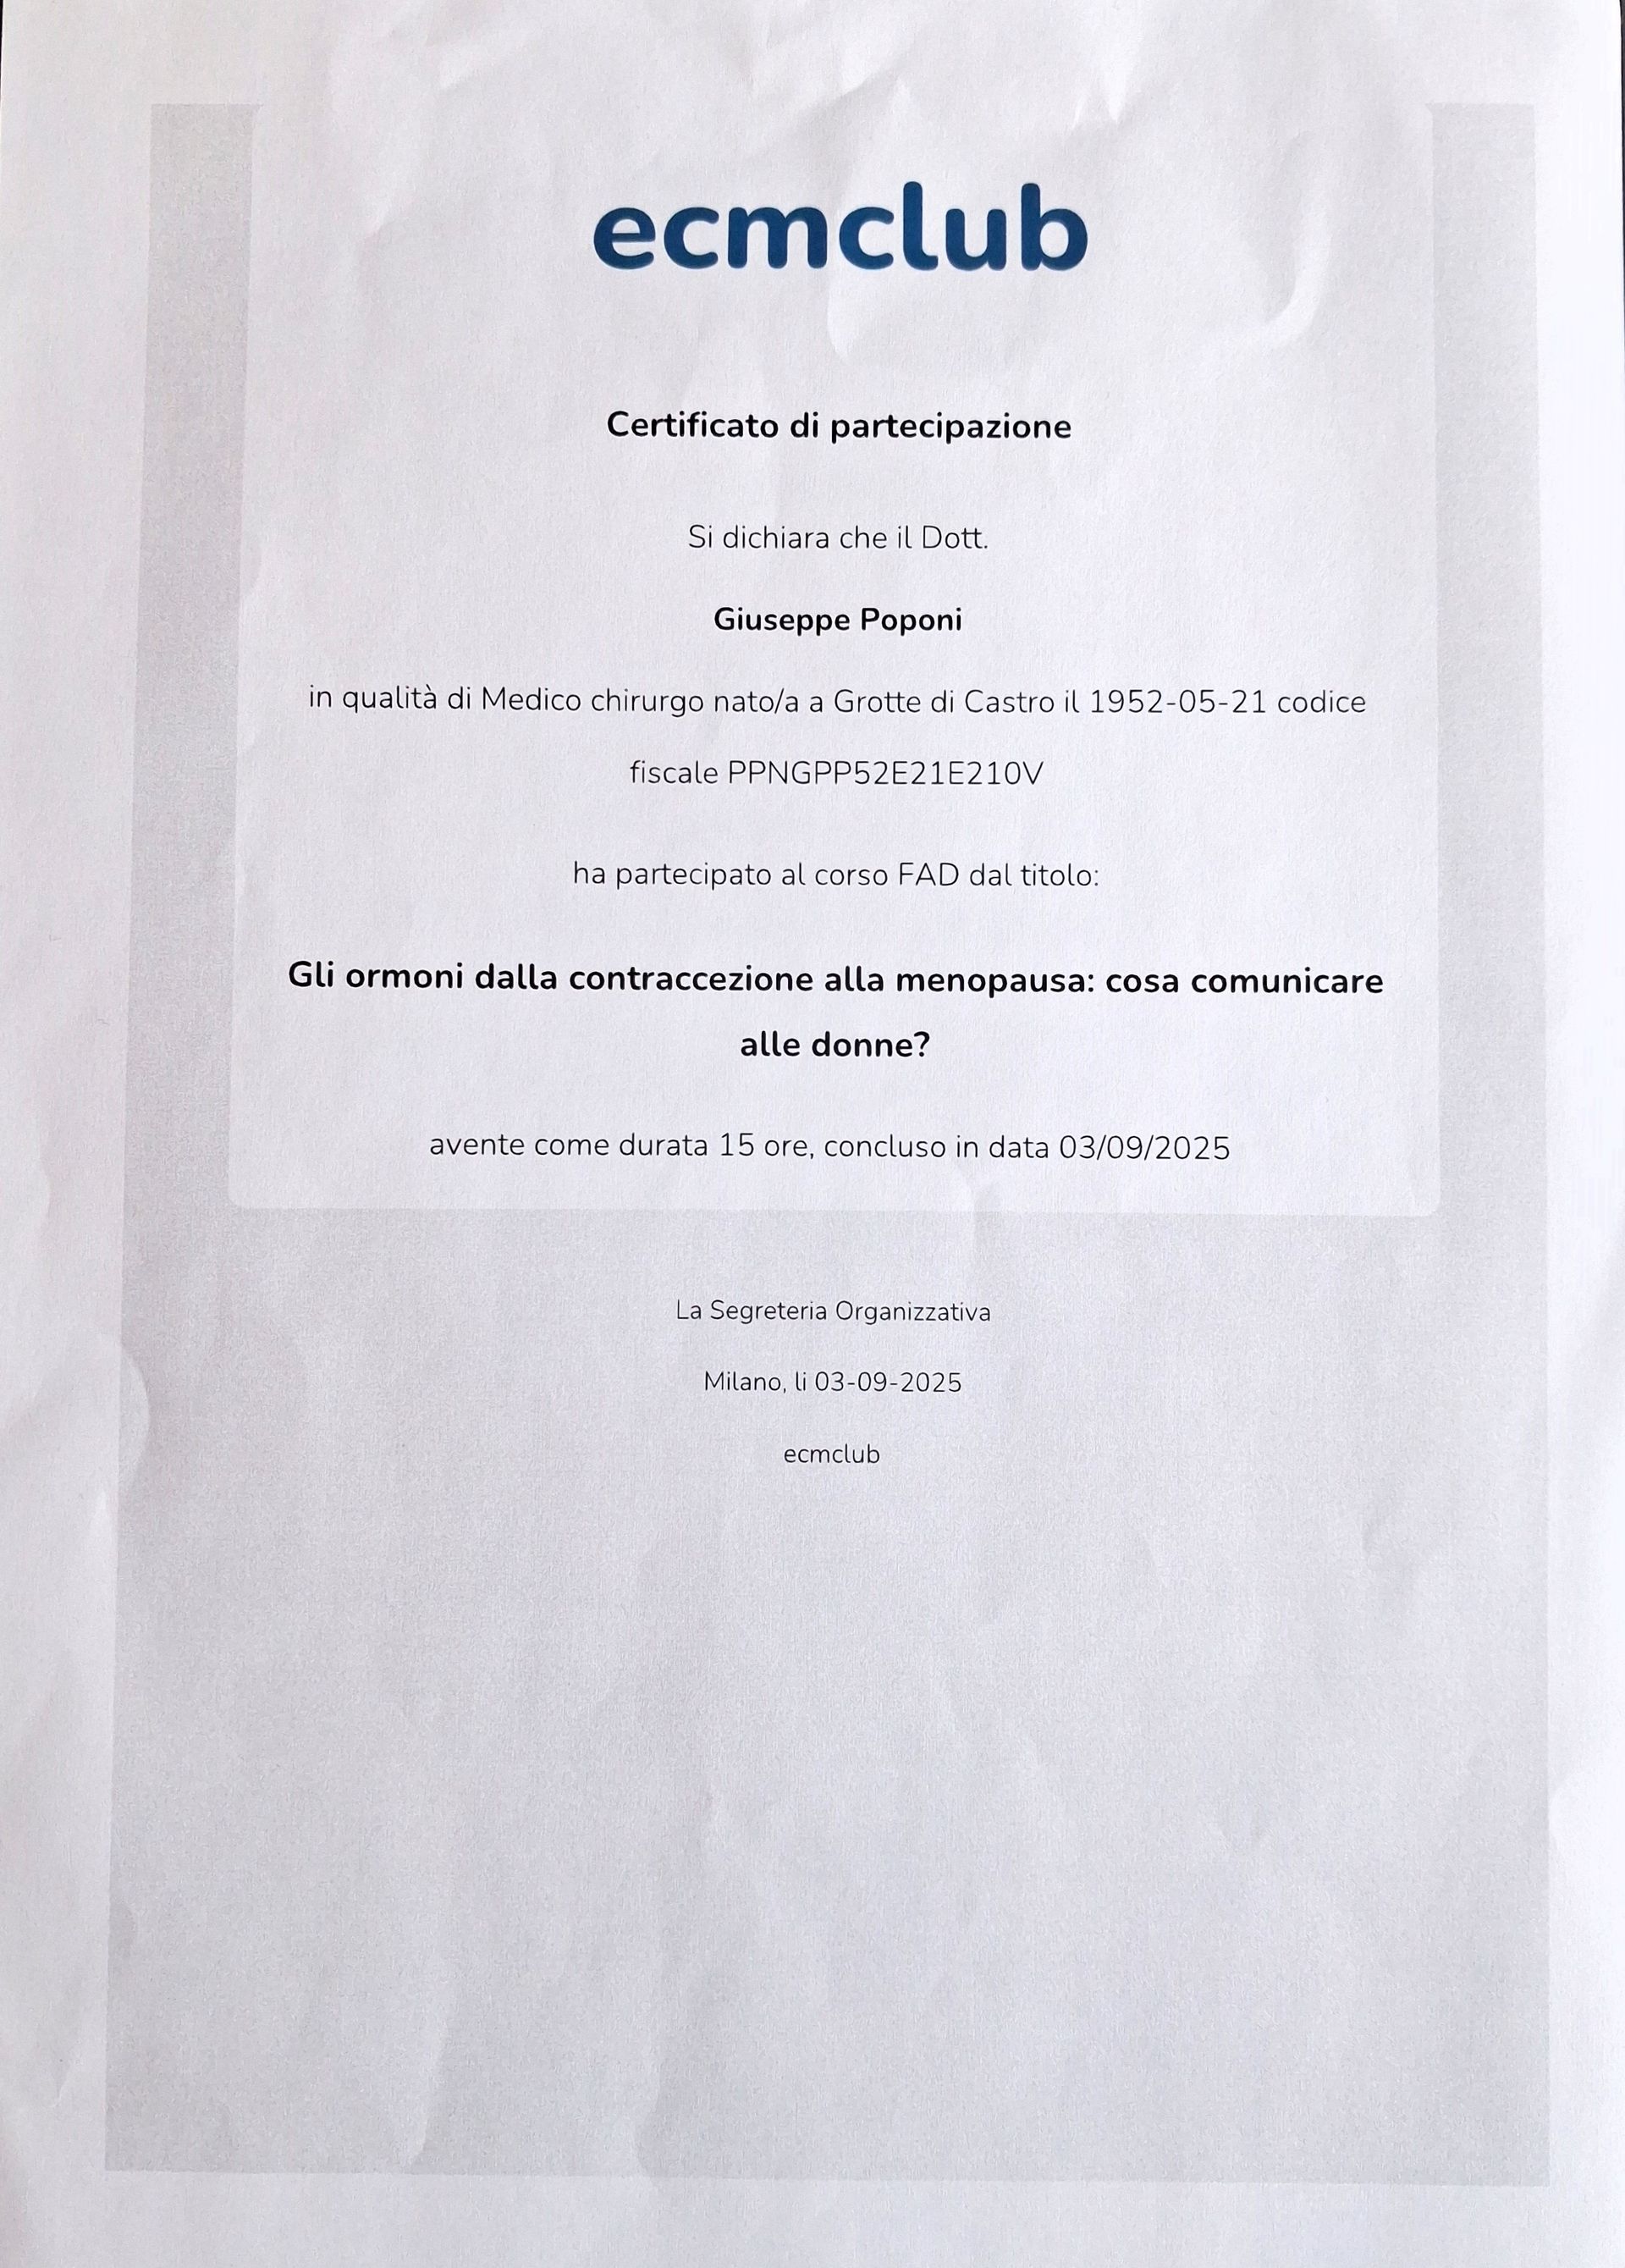 ecmclub
Certificato di partecipazione
Si dichiara che il Dott.
Giuseppe Poponi
in qualità di Medico chirurgo nato/a a Grotte di Castro il 1952-05-21 codice
fiscale PPNGPP52E21E210V
ha partecipato al corso FAD dal titolo:
Gli ormoni dalla contraccezione alla menopausa: cosa comunicare
alle donne?
avente come durata 15 ore, concluso in data 03/09/2025
La Segreteria Organizzativa
Milano, li 03-09-2025
ecmclub